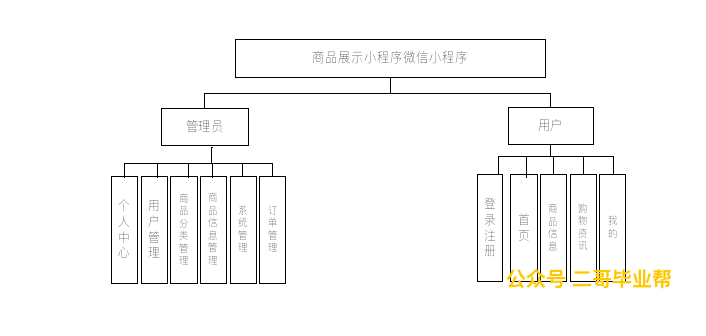 商品展示小程序微信小程序
管理员
用户
个人中心
用户管理
商品分类管理
商品信息管理
系统管理
订单管理
登录注册
首页
商品信息
购物资讯
我的
公众号 二哥毕业帮